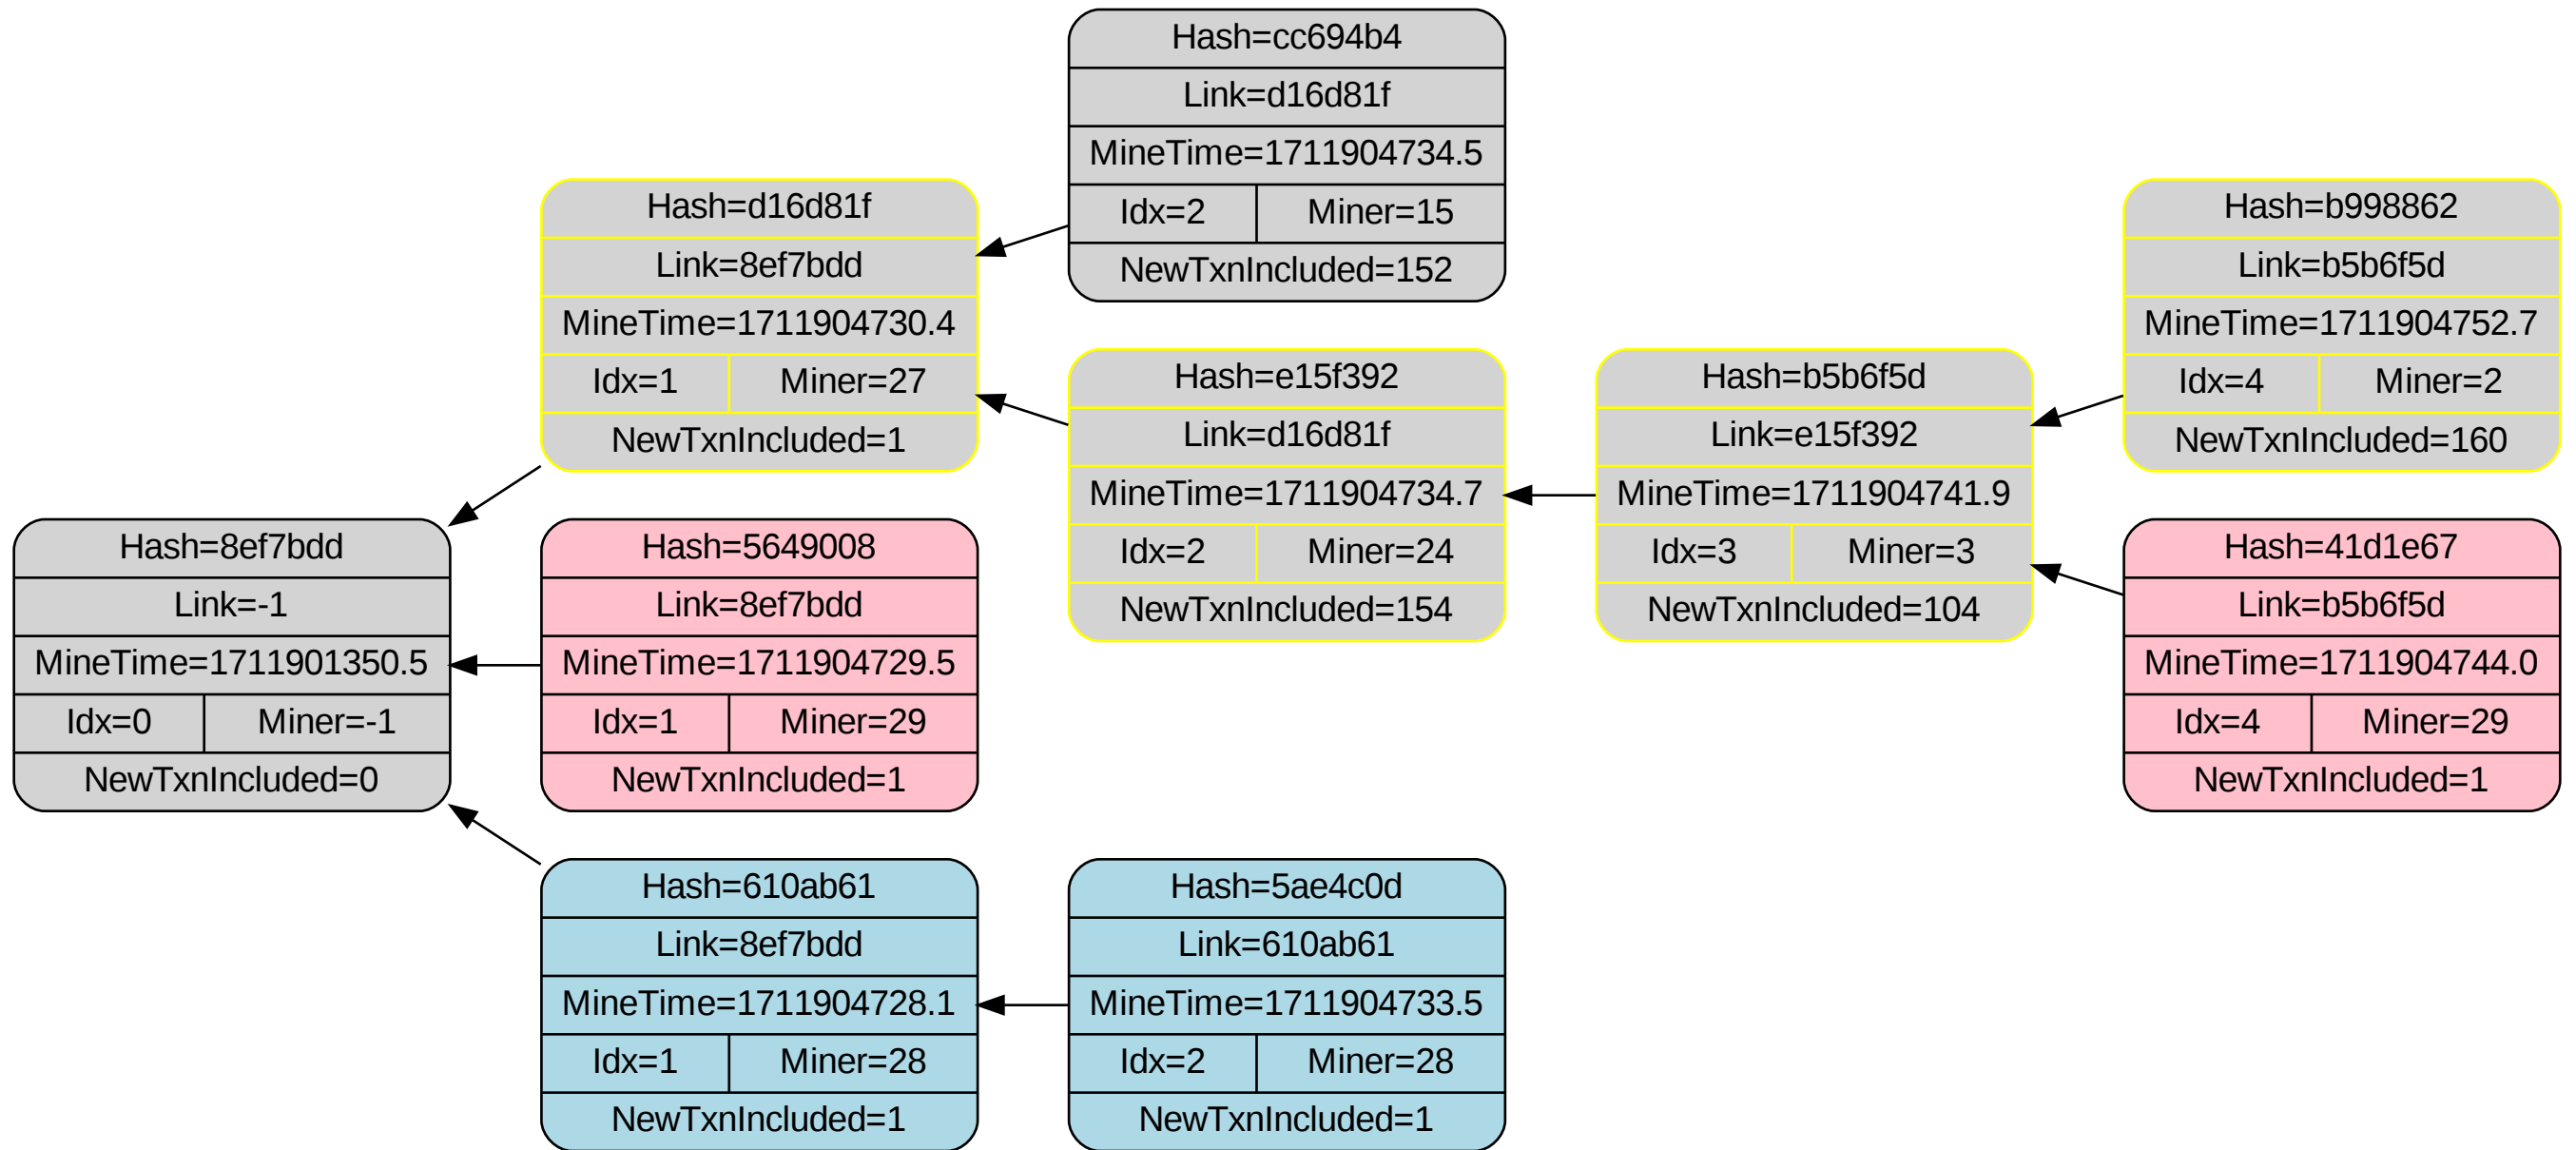 Hash=8ef7bdd
Link=-1
MineTime=1711901350.5
Idx=0 Miner=-1
NewTxnIncluded=0
Hash=d16d81f
Link=8ef7bdd
MineTime=1711904730.4
Idx=1 Miner=27
NewTxnIncluded=1
Hash=5649008
Link=8ef7bdd
MineTime=1711904729.5
Idx=1 Miner=29
NewTxnIncluded=1
Hash=610ab61
Link=8ef7bdd
MineTime=1711904728.1
Idx=1 Miner=28
NewTxnIncluded=1
Hash=cc694b4
Link=d16d81f
MineTime=1711904734.5
Idx=2 Miner=15
NewTxnIncluded=152
Hash=e15f392
Link=d16d81f
MineTime=1711904734.7
Idx=2 Miner=24
NewTxnIncluded=154
Hash=5ae4c0d
Link=610ab61
MineTime=1711904733.5
Idx=2 Miner=28
NewTxnIncluded=1
Hash=b5b6f5d
Link=e15f392
MineTime=1711904741.9
Idx=3 Miner=3
NewTxnIncluded=104
Hash=b998862
Link=b5b6f5d
MineTime=1711904752.7
Idx=4 Miner=2
NewTxnIncluded=160
Hash=41d1e67
Link=b5b6f5d
MineTime=1711904744.0
Idx=4 Miner=29
NewTxnIncluded=1